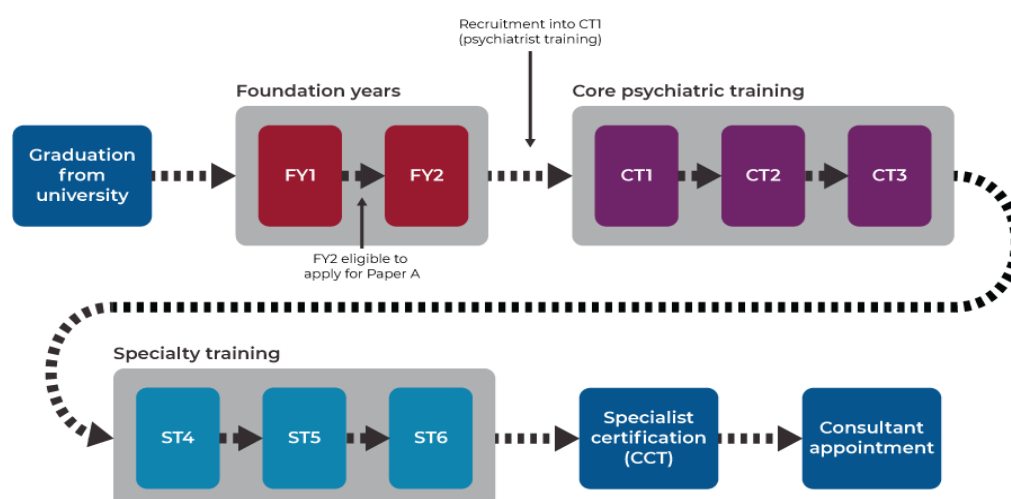 Recruitment into CT1
(psychiatrist training)
Foundation years
Core psychiatric training
Graduation
from
university
FY1
FY2
CT1
CT2
CT3
FY2 eligible to
apply for Paper A
Specialty training
ST4
ST5
ST6
Specialist
certification
(CCT)
Consultant
appointment